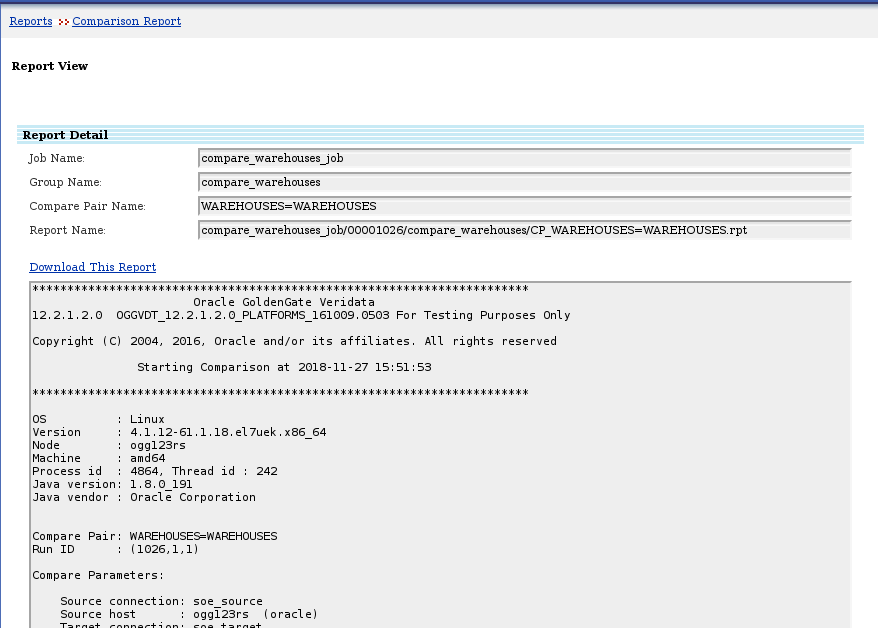 Reports Comparison Report
Report View
Report Detail
Job Name: compare_warehouses_job
Group Name: compare_warehouses
Compare Pair Name: WAREHOUSES=WAREHOUSES
Report Name: compare_warehouses_job/00001026/compare_warehouses/CP_WAREHOUSES=WAREHOUSES.rpt
Download This Report
***********************************************************************
Oracle GoldenGate Veridata
12.2.1.2.0  OGGVDT_12.2.1.2.0_PLATFORMS_161009.0503 For Testing Purposes Only
Copyright (C) 2004, 2016, Oracle and/or its affiliates. All rights reserved
Starting Comparison at 2018-11-27 15:51:53
***********************************************************************
OS          : Linux
Version     : 4.1.12-61.1.18.el7uek.x86_64
Node        : ogg123rs
Machine     : amd64
Process id  : 4864, Thread id : 242
Java version: 1.8.0_191
Java vendor : Oracle Corporation
Compare Pair: WAREHOUSES=WAREHOUSES
Run ID      : (1026,1,1)
Compare Parameters:
Source connection: soe_source
Source host      : ogg123rs  (oracle)
Target connection: soe_target